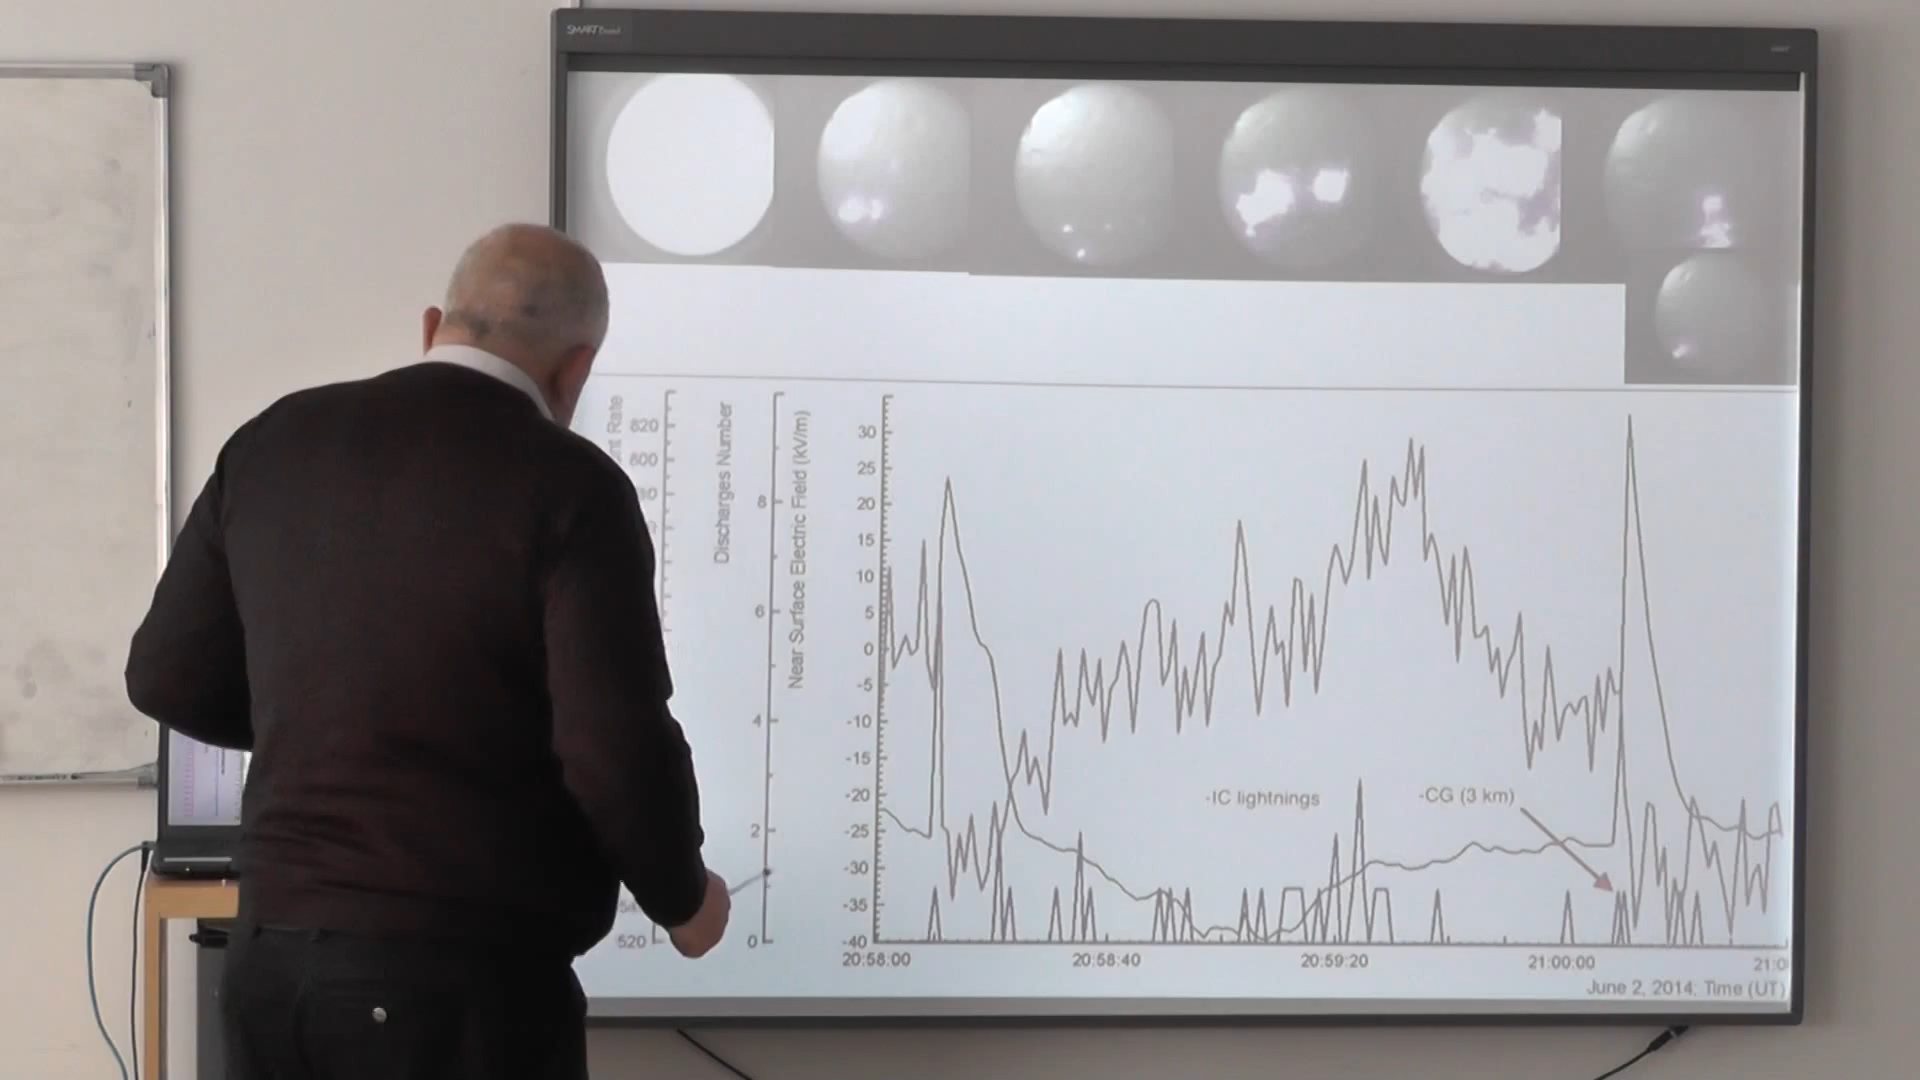 SMART Board
820
800
Rate
Discharges Number
8
6
4
2
0
520
Near Surface Electric Field (kV/m)
30
25
20
15
10
5
0
-5
-10
-15
-20
-25
-30
-35
-40
-IC lightnings
-CG (3 km)
20:58:00 20:58:40 20:59:20 21:00:00
June 2, 2014; Time (UT)